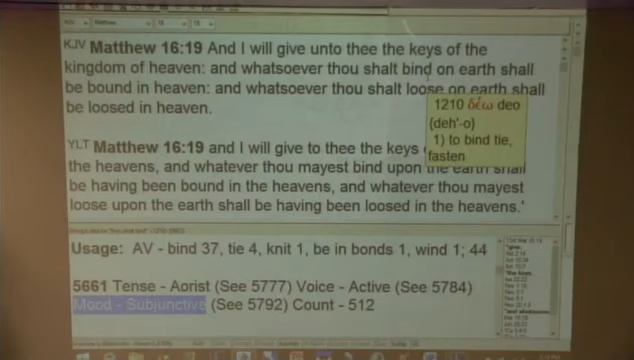 KJV Matthew 16:19 And I will give unto thee the keys of the
kingdom of heaven: and whatsoever thou shalt bind on earth shall
be bound in heaven: and whatsoever thou shalt loose on earth shall
be loosed in heaven.
1210 δέω deo
(deh'-o)
1) to bind tie,
fasten
YLT Matthew 16:19 and I will give to thee the keys
the heavens, and whatever thou mayest bind upon the earth shall
be having been bound in the heavens, and whatever thou mayest
loose upon the earth shall be having been loosed in the heavens.'
Usage: AV - bind 37, tie 4, knit 1, be in bonds 1, wind 1; 44
5661 Tense - Aorist (See 5777) Voice - Active (See 5784)
Mood - Subjunctive (See 5792) Count - 512